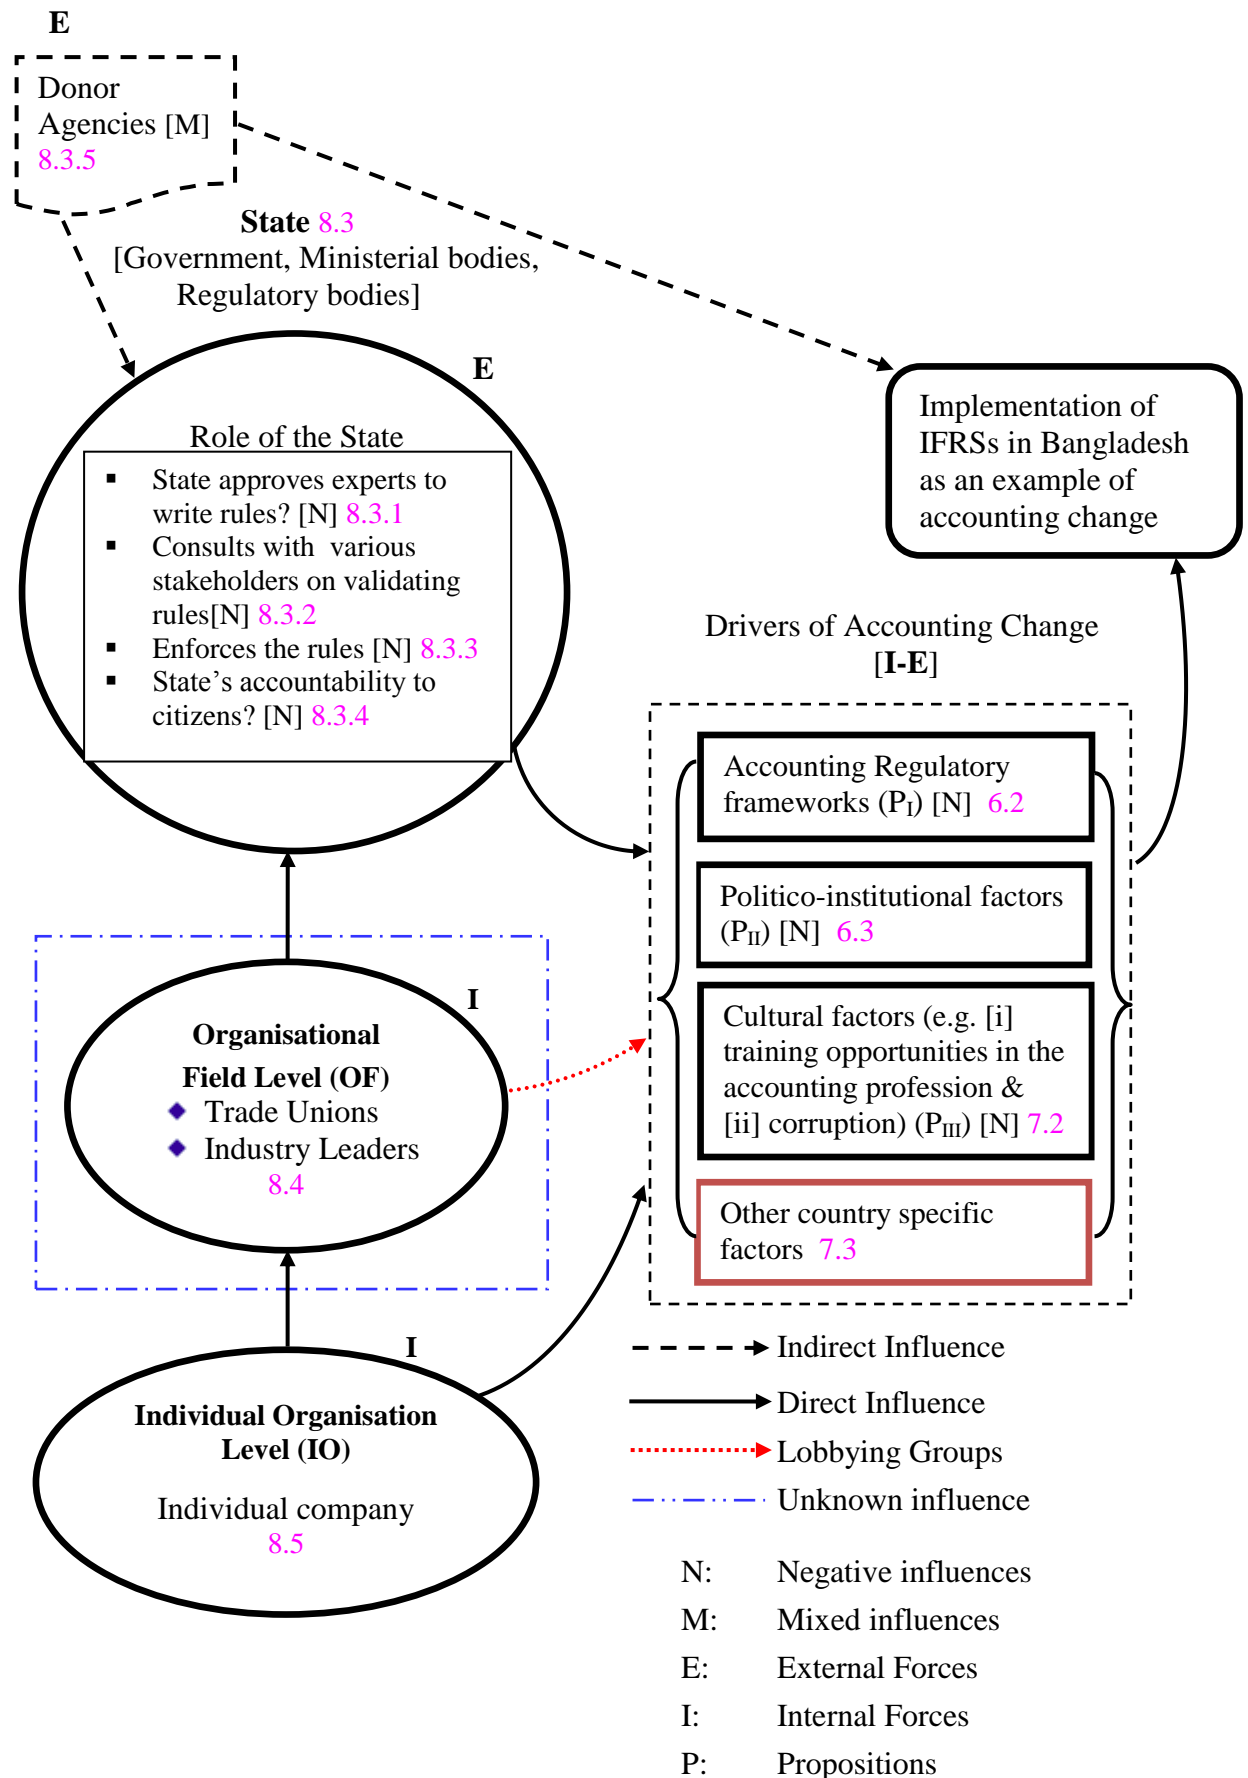 E
Donor
Agencies [M]
8.3.5
State 8.3
[Government, Ministerial bodies,
Regulatory bodies]
E
Role of the State
▪ State approves experts to
write rules? [N] 8.3.1
▪ Consults with various
stakeholders on validating
rules[N] 8.3.2
▪ Enforces the rules [N] 8.3.3
▪ State’s accountability to
citizens? [N] 8.3.4
Implementation of
IFRSs in Bangladesh
as an example of
accounting change
Drivers of Accounting Change
[I-E]
Accounting Regulatory
frameworks (PI) [N] 6.2
Politico-institutional factors
(PII) [N] 6.3
Cultural factors (e.g. [i]
training opportunities in the
accounting profession &
[ii] corruption) (PIII) [N] 7.2
Other country specific
factors 7.3
I
Organisational
Field Level (OF)
◆ Trade Unions
◆ Industry Leaders
8.4
I
Individual Organisation
Level (IO)
Individual company
8.5
Indirect Influence
Direct Influence
Lobbying Groups
Unknown influence
N: Negative influences
M: Mixed influences
E: External Forces
I: Internal Forces
P: Propositions